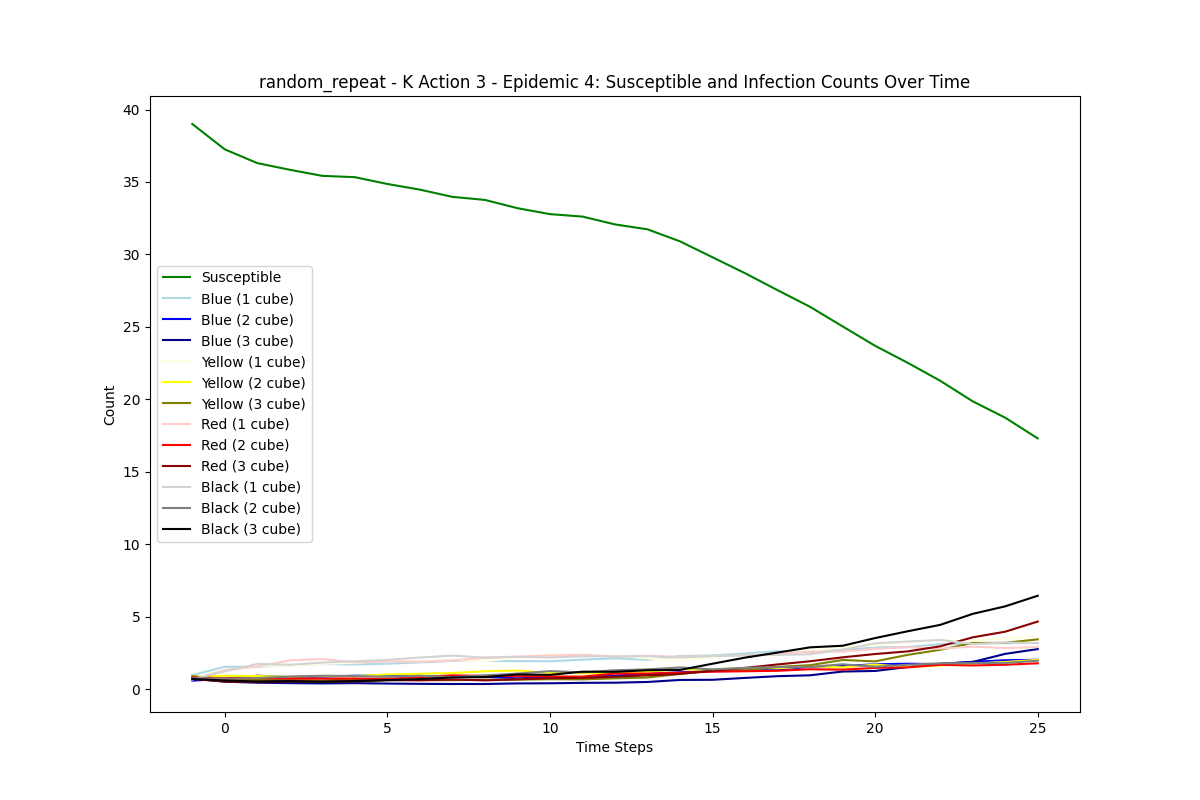 random_repeat - K Action 3 - Epidemic 4: Susceptible and Infection Counts Over Time
40
35
30
25
20
15
10
5
0
Count
Susceptible
Blue (1 cube)
Blue (2 cube)
Blue (3 cube)
Yellow (1 cube)
Yellow (2 cube)
Yellow (3 cube)
Red (1 cube)
Red (2 cube)
Red (3 cube)
Black (1 cube)
Black (2 cube)
Black (3 cube)
0 5 10 15 20 25
Time Steps